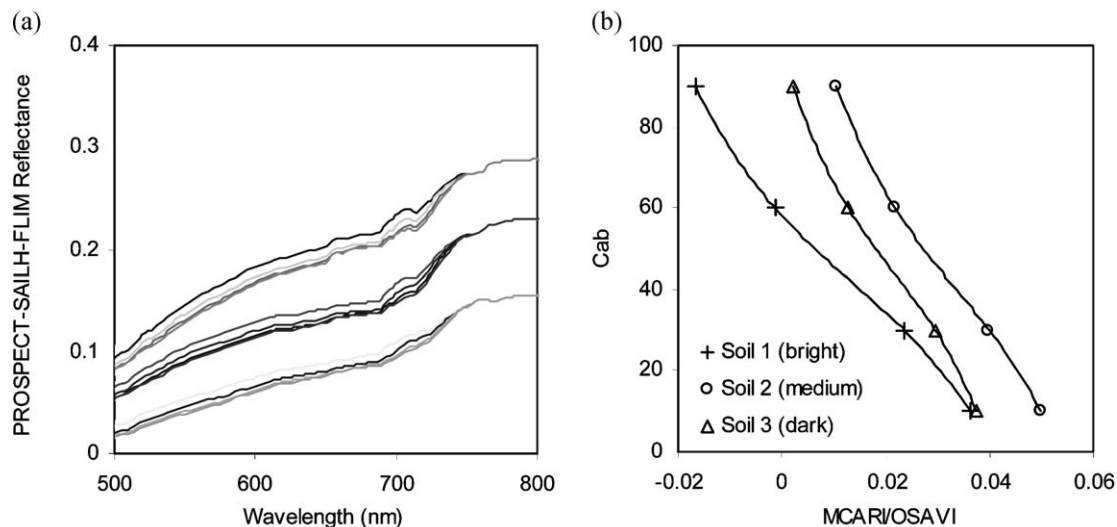 (a)
PROSPECT-SAILH-FLIM Reflectance
0.4
0.3
0.2
0.1
0
500
600
700
800
Wavelength (nm)
(b)
Cab
100
80
60
40
20
0
Soil 1 (bright)
Soil 2 (medium)
Soil 3 (dark)
-0.02
0
0.02
0.04
0.06
MCARI/OSAVI